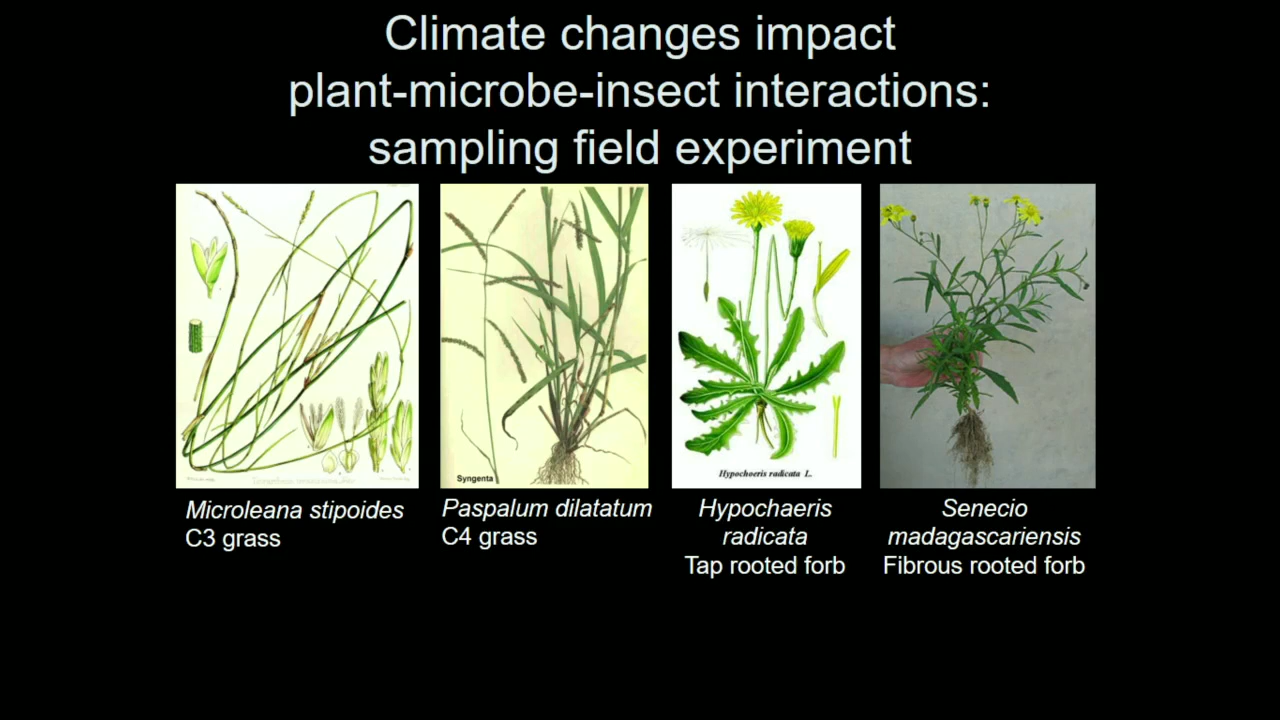 Climate changes impact
plant-microbe-insect interactions:
sampling field experiment
Syngenta
Hypochoeris radicata L.
Microleana stipoides
C3 grass
Paspalum dilatatum
C4 grass
Hypochaeris
radicata
Tap rooted forb
Senecio
madagascariensis
Fibrous rooted forb